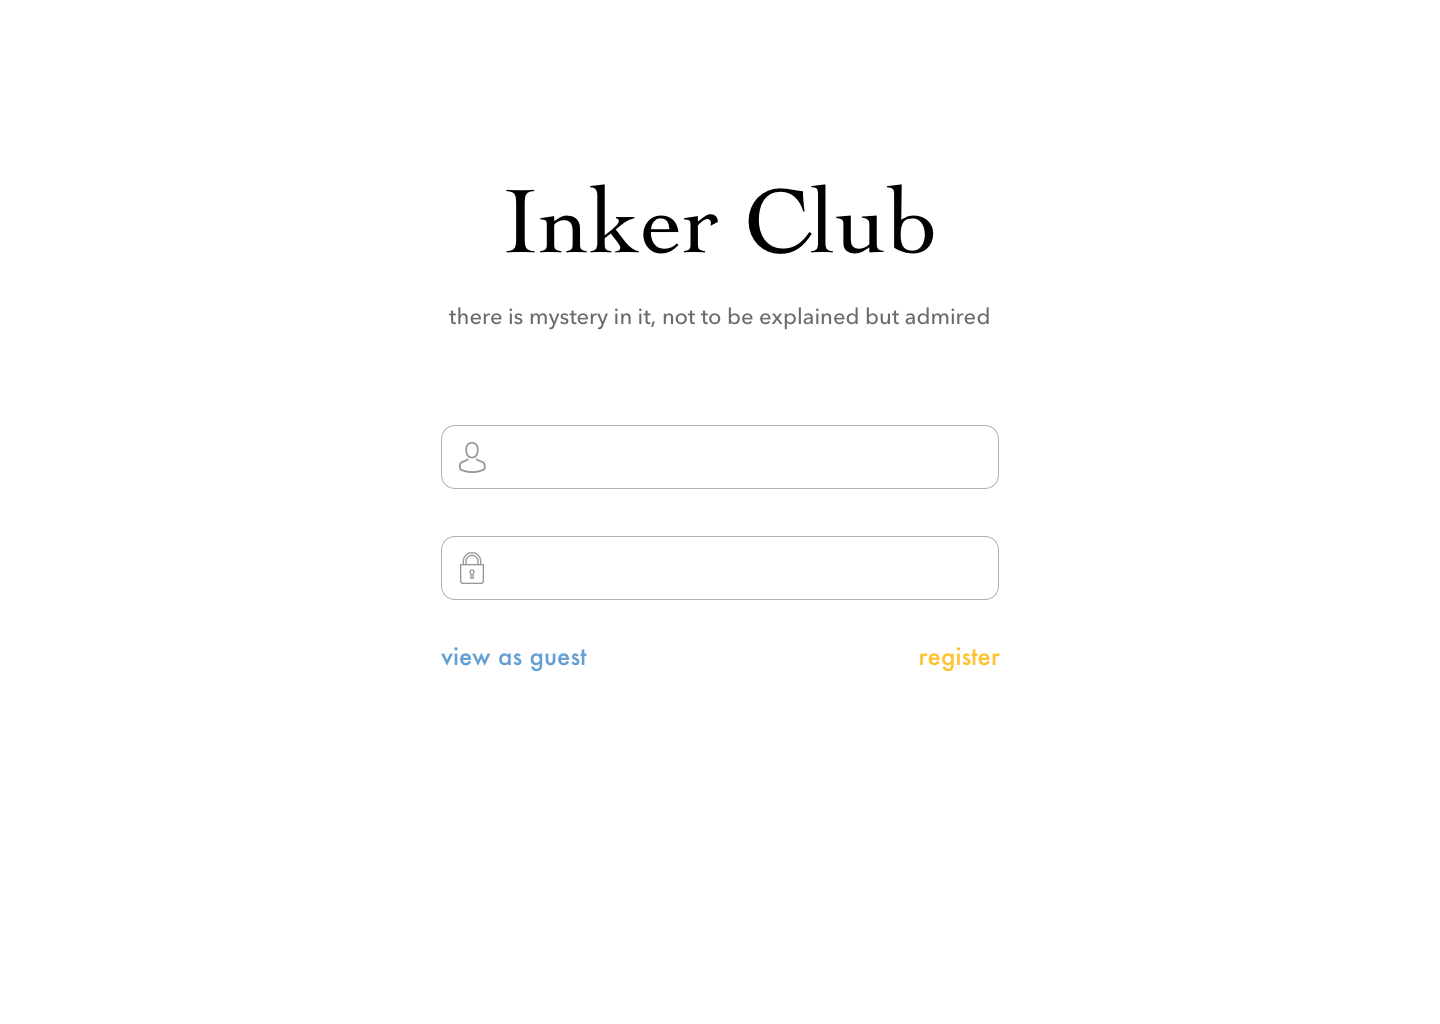 Inker Club
there is mystery in it, not to be explained but admired
view as guest
register